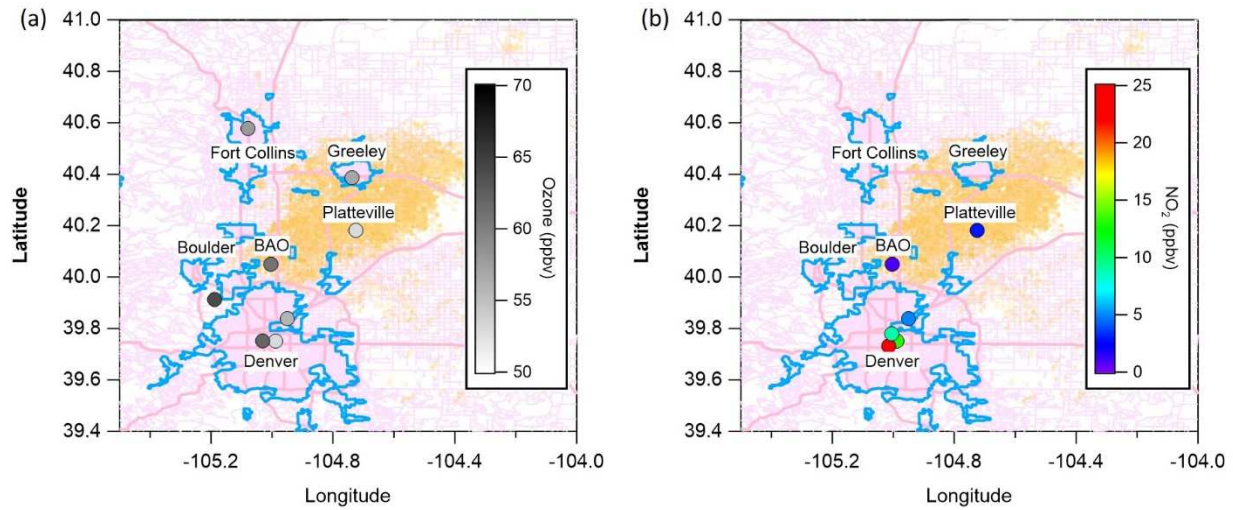 (a)
41.0
40.8
40.6
40.4
40.2
40.0
39.8
39.6
39.4
Latitude
-105.2
-104.8
-104.4
-104.0
Longitude
Fort Collins
Greeley
Platteville
Boulder
BAO
Denver
70
65
60
55
50
Ozone (ppbv)
(b)
41.0
40.8
40.6
40.4
40.2
40.0
39.8
39.6
39.4
Latitude
-105.2
-104.8
-104.4
-104.0
Longitude
Fort Collins
Greeley
Platteville
Boulder
BAO
Denver
25
20
15
10
5
0
NO₂ (ppbv)